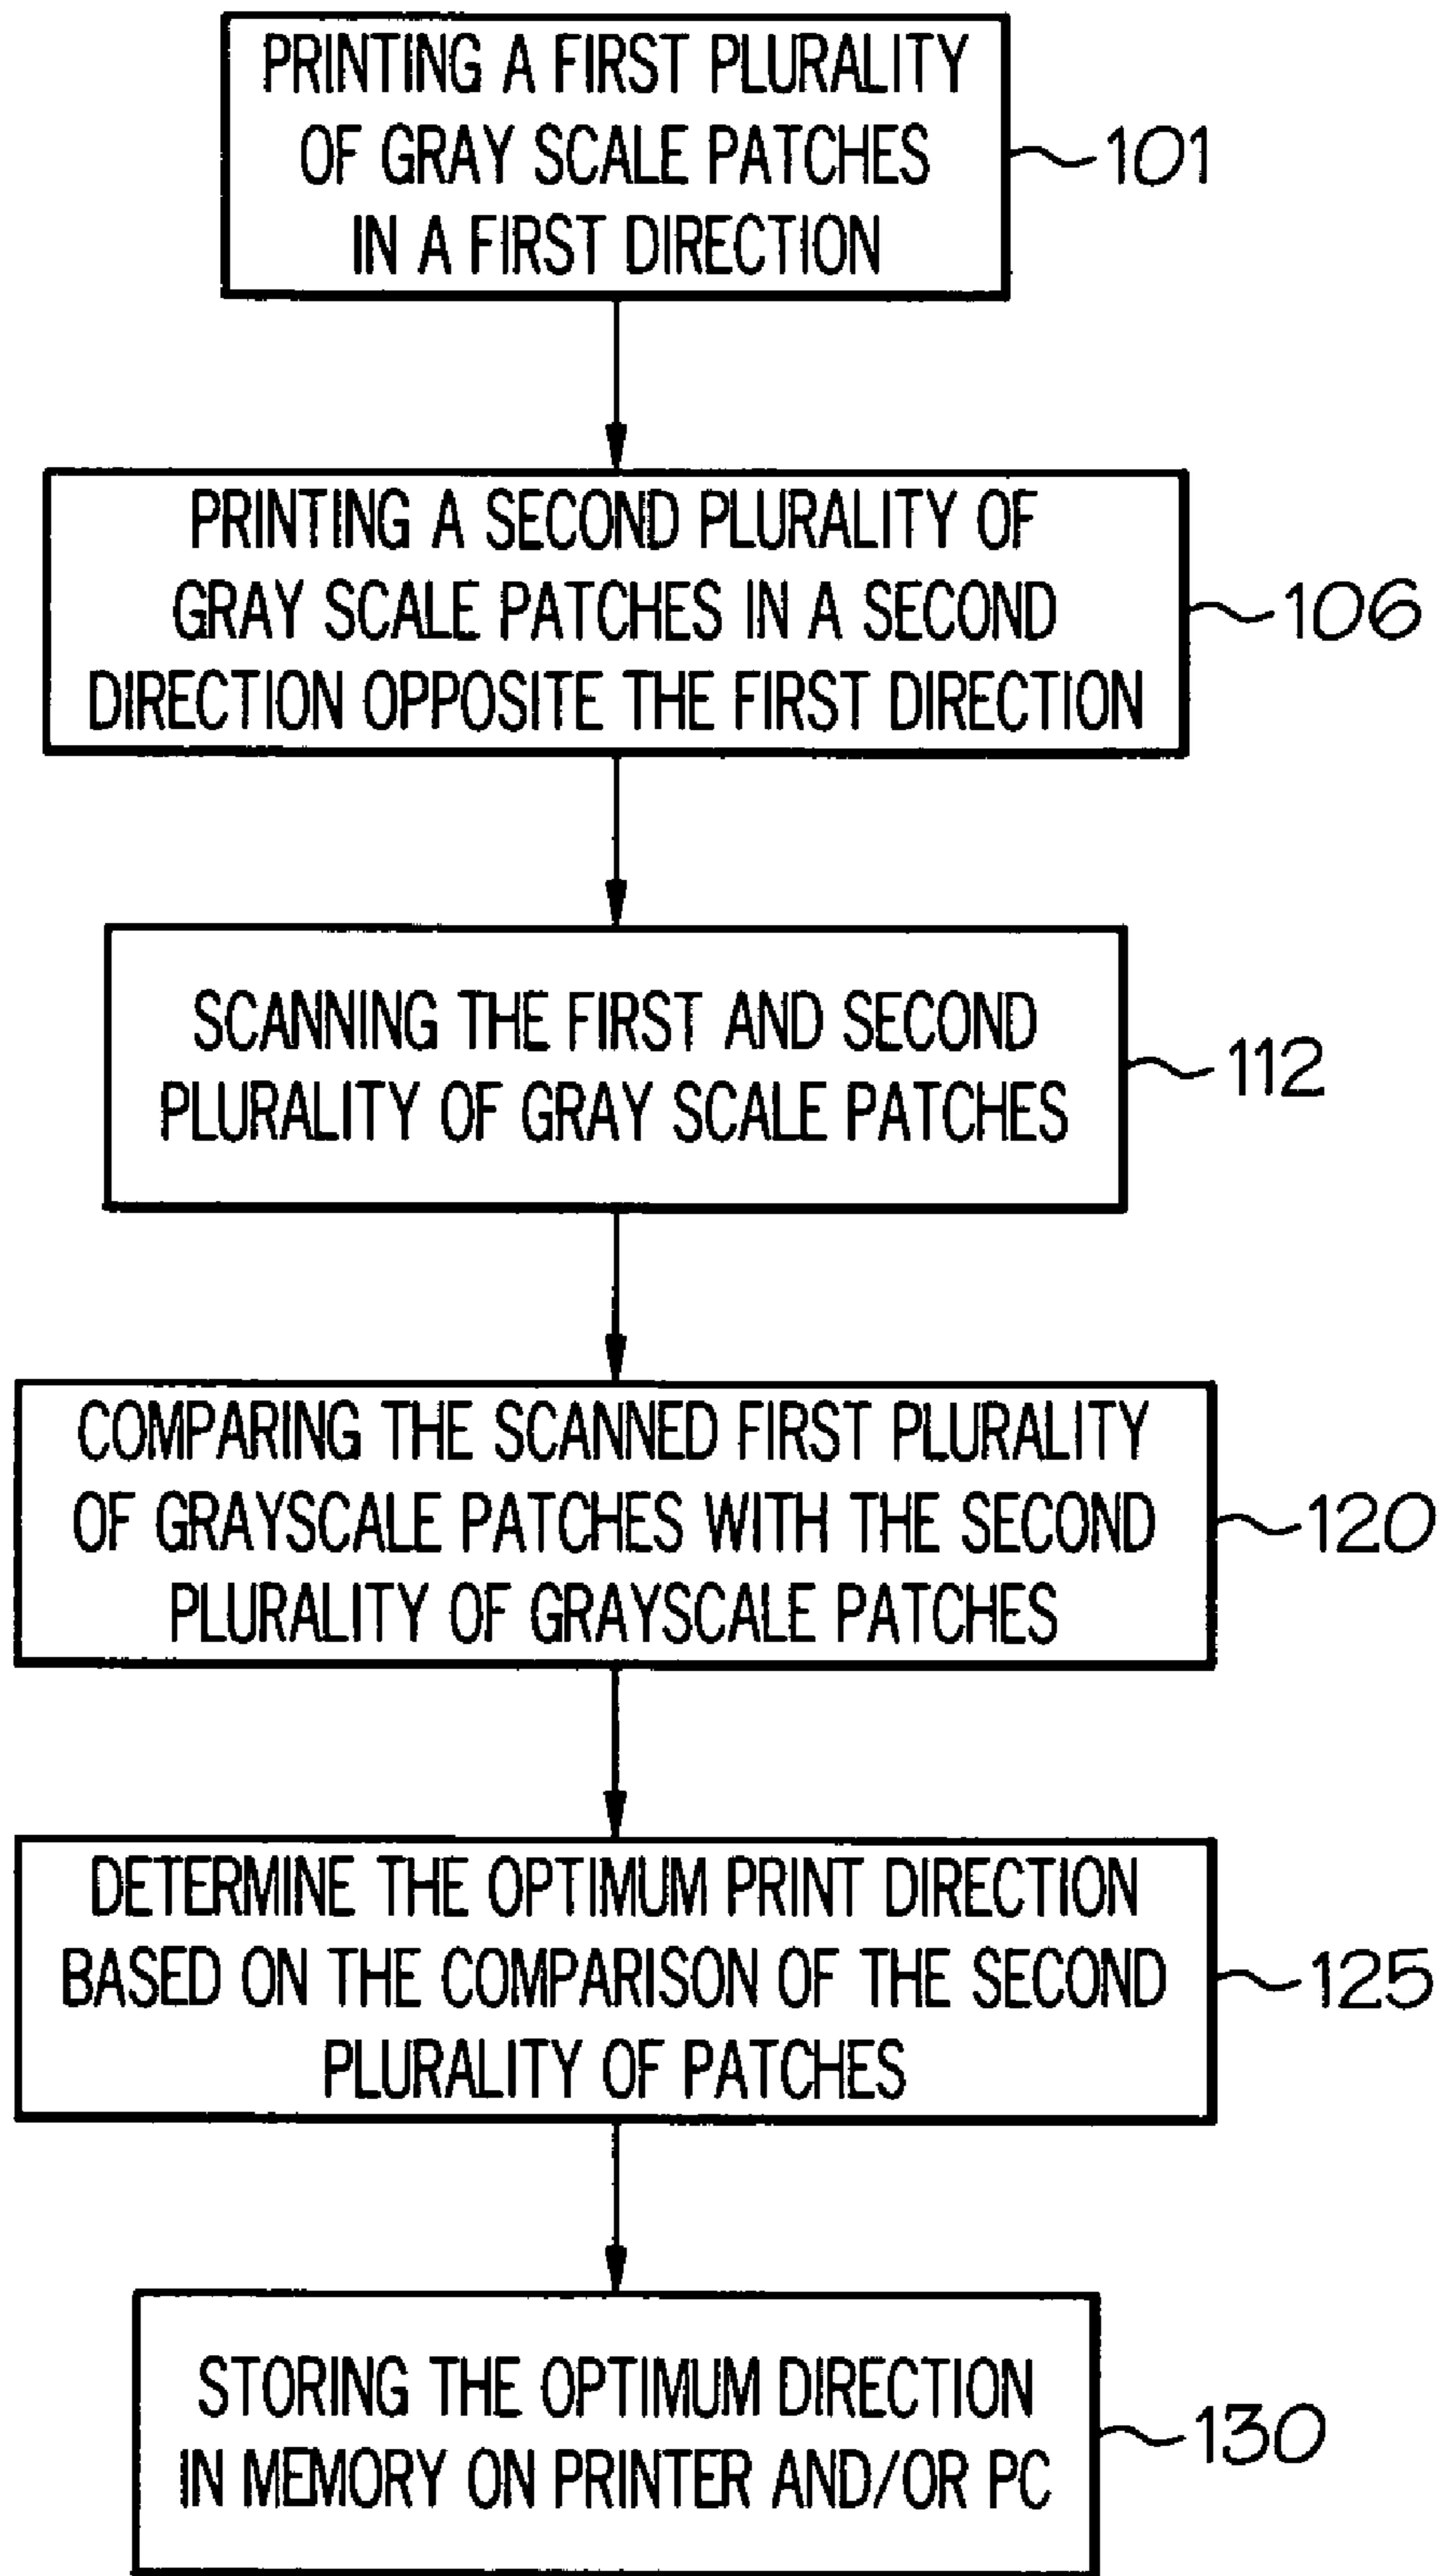 PRINTING A FIRST PLURALITY
OF GRAY SCALE PATCHES
IN A FIRST DIRECTION
101
PRINTING A SECOND PLURALITY OF
GRAY SCALE PATCHES IN A SECOND
DIRECTION OPPOSITE THE FIRST DIRECTION
106
SCANNING THE FIRST AND SECOND
PLURALITY OF GRAY SCALE PATCHES
112
COMPARING THE SCANNED FIRST PLURALITY
OF GRAYSCALE PATCHES WITH THE SECOND
PLURALITY OF GRAYSCALE PATCHES
120
DETERMINE THE OPTIMUM PRINT DIRECTION
BASED ON THE COMPARISON OF THE SECOND
PLURALITY OF PATCHES
125
STORING THE OPTIMUM DIRECTION
IN MEMORY ON PRINTER AND/OR PC
130